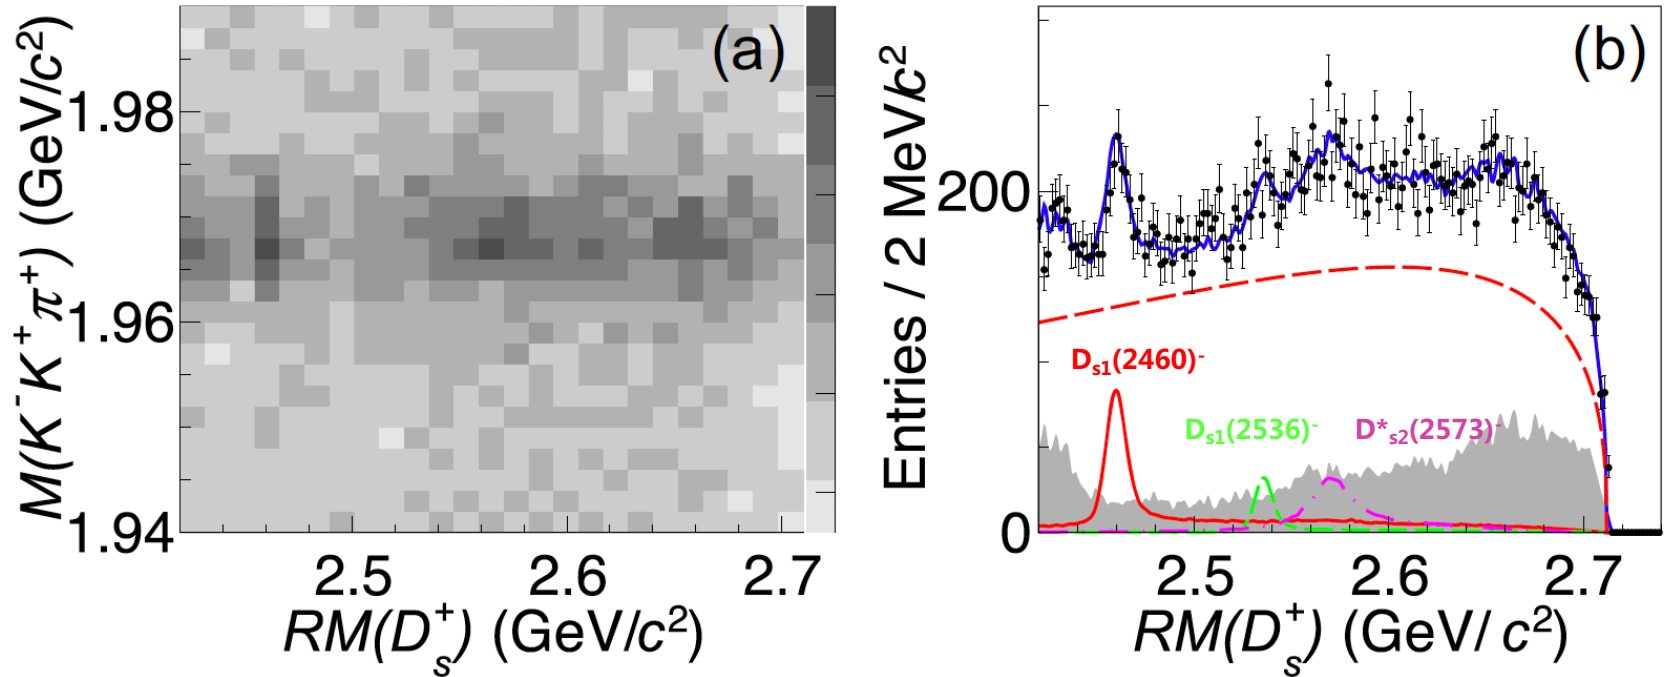 (a)
M(K⁻K⁺π⁺) (GeV/c²)
1.98
1.96
1.94
2.5 2.6 2.7
RM(Dₛ⁺) (GeV/c²)
(b)
Entries / 2 MeV/c²
200
0
Dₛ₁(2460)⁻
Dₛ₁(2536)⁻
D*ₛ₂(2573)⁻
2.5 2.6 2.7
RM(Dₛ⁺) (GeV/ c²)